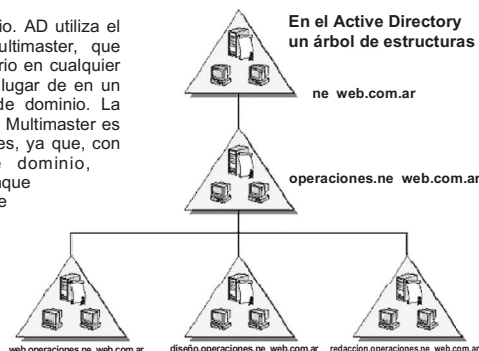 io. AD utiliza el
ultimaster, que
rio en cualquier
lugar de en un
de dominio. La
Multimaster es
es, ya que, con
e dominio,
nque
e
En el Active Directory
un árbol de estructuras
ne web.com.ar
operaciones.ne web.com.ar
web.operaciones.ne web.com.ar
diseño.operaciones.ne web.com.ar
redaccion.operaciones.ne web.com.ar